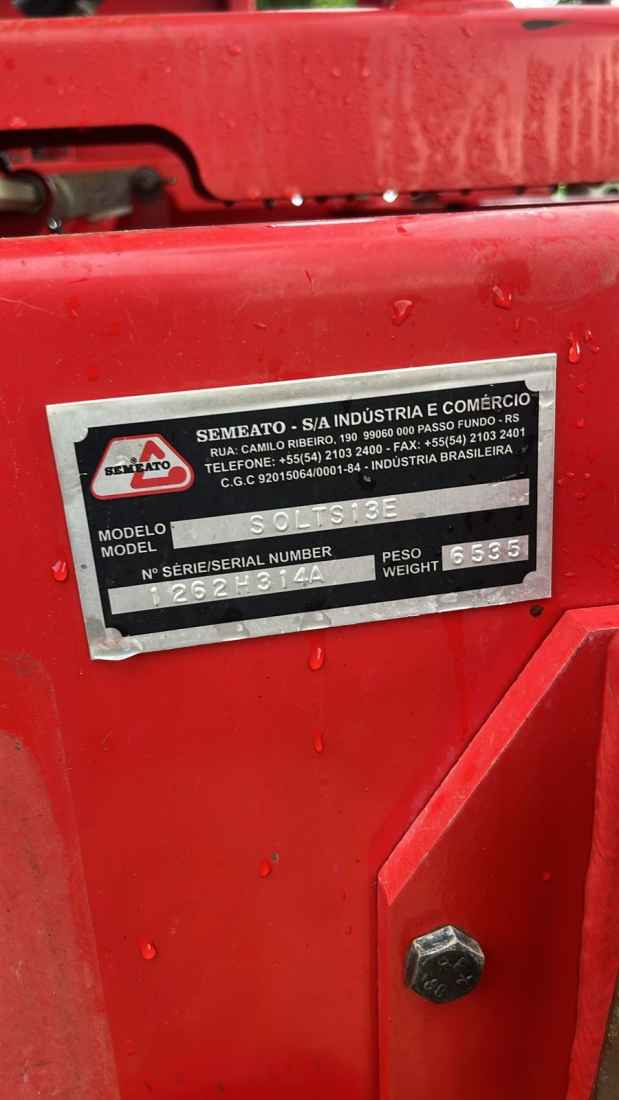 SEMEATO
SEMEATO - S/A INDÚSTRIA E COMÉRCIO
RUA: CAMILO RIBEIRO, 190 99060 000 PASSO FUNDO - RS
TELEFONE: +55(54) 2103 2400 - FAX: +55(54) 2103 2401
C.G.C 92015064/0001-84 - INDÚSTRIA BRASILEIRA
MODELO
MODEL
SOLTS13E
Nº SÉRIE/SERIAL NUMBER
1262H314A
PESO
WEIGHT
6535